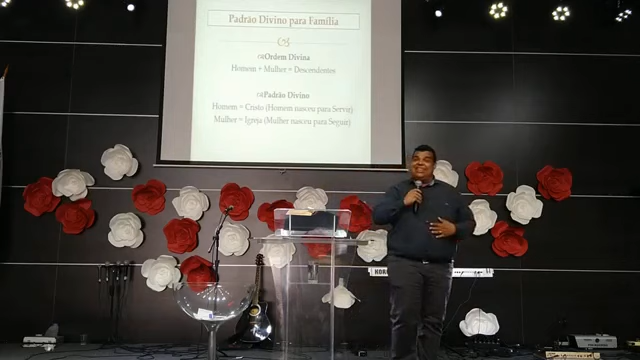 Padrão Divino para Família
Ordem Divina
Homem + Mulher = Descendentes
Padrão Divino
Homem = Cristo (Homem nasceu para Servir)
Mulher = Igreja (Mulher nasceu para Seguir)
KORG